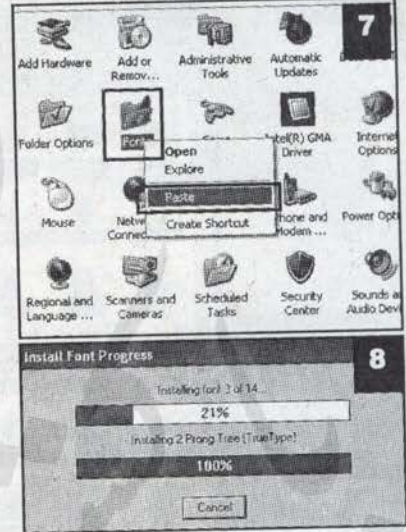 7
Add Hardware
Add or Remov...
Administrative Tools
Automatic Updates
Folder Options
Open
Explore
Paste
Create Shortcut
Intel(R) GMA Driver
Internet Options
Mouse
Netw
Connec
Phone and Modem ...
Power Opti
Regional and Language ...
Scanners and Cameras
Scheduled Tasks
Security Center
Sounds a
Audio Devi
Install Font Progress
8
Installing font 3 of 14
21%
Installing 2 Prong Tree (TrueType)
100%
Cancel